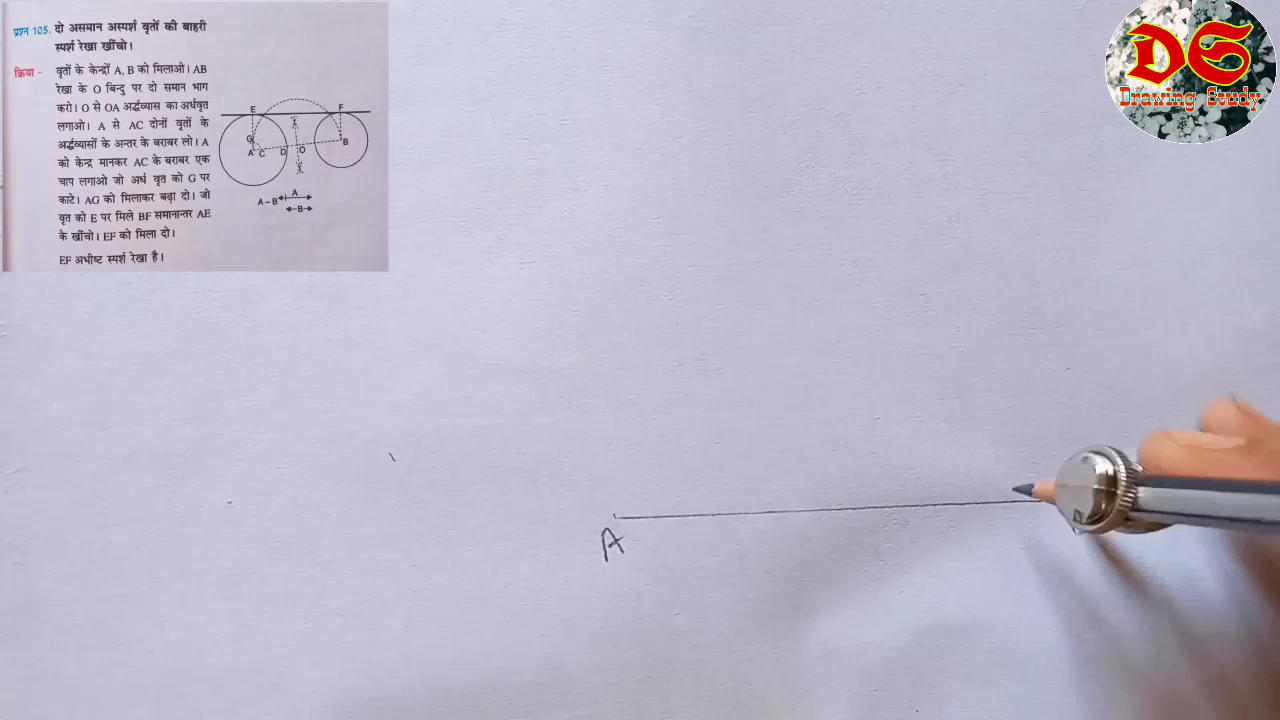 प्रश्न 105. दो असमान अस्पर्श वृतों की बाहरी
स्पर्श रेखा खींचो।
क्रिया - वृतों के केन्द्रों A, B को मिलाओ। AB
रेखा के O बिन्दु पर दो समान भाग
करो। O से OA अर्द्धव्यास का अर्धवृत
लगाओ। A से AC दोनों वृतों के
अर्द्धव्यासों के अन्तर के बराबर लो। A
को केन्द्र मानकर AC के बराबर एक
चाप लगाओ जो अर्ध वृत को G पर
काटे। AG को मिलाकर बढ़ा दो। जो
वृत को E पर मिले BF समानान्तर AE
के खींचो। EF को मिला दो।
EF अभीष्ट स्पर्श रेखा है।
E F
G
A C D O B
A
A-B
B
DS
Drawing Study
A